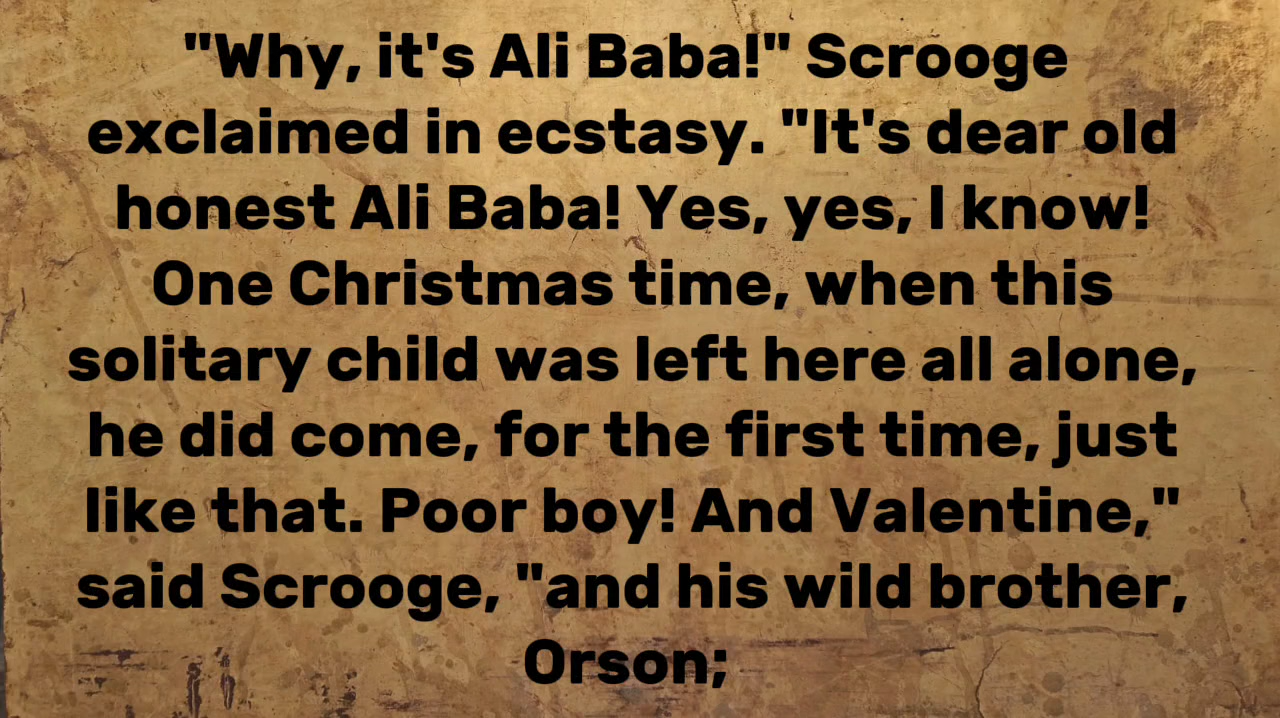 "Why, it's Ali Baba!" Scrooge
exclaimed in ecstasy. "It's dear old
honest Ali Baba! Yes, yes, I know!
One Christmas time, when this
solitary child was left here all alone,
he did come, for the first time, just
like that. Poor boy! And Valentine,"
said Scrooge, "and his wild brother,
Orson;